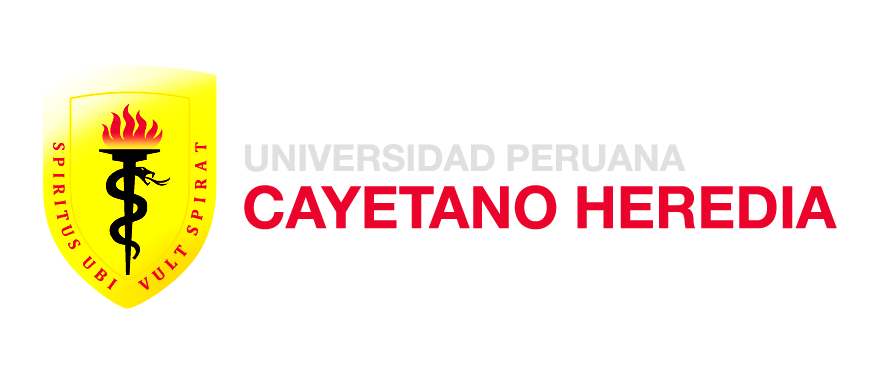 SPIRITUS UBI VULT SPIRAT
UNIVERSIDAD PERUANA
CAYETANO HEREDIA